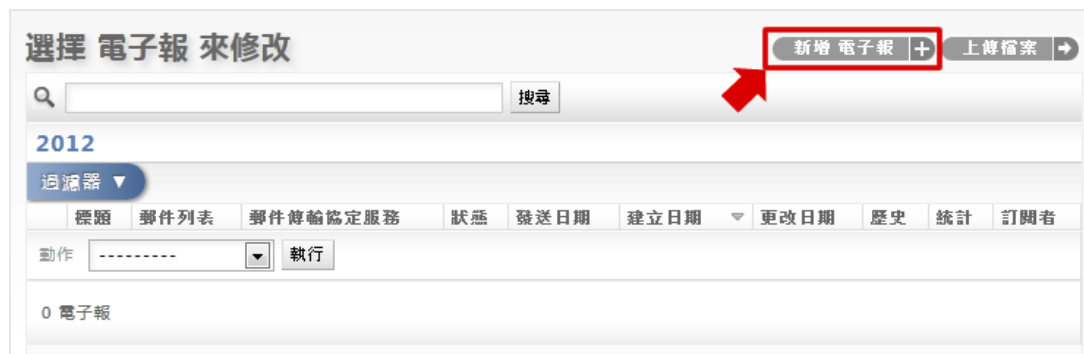 選擇 電子報 來修改
新增 電子報
上傳檔案
搜尋
2012
過濾器
標題 郵件列表 郵件傳輸協定服務 狀態 發送日期 建立日期 更改日期 歷史 統計 訂閱者
動作 --------- 執行
0 電子報